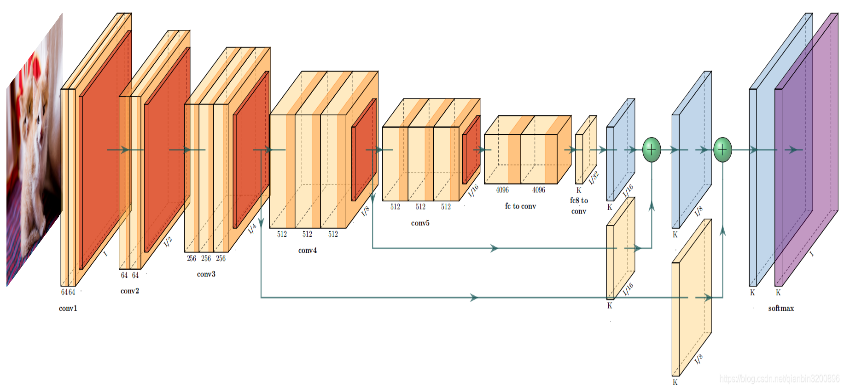 64 64
1
conv1
64 64
1/2
conv2
256 256 256
1/4
conv3
512 512 512
1/8
conv4
512 512 512
1/16
conv5
4096 4096
fc to conv
K
1/32
fc8 to
conv
K
1/16
+
K
1/16
K
1/8
+
K
1/8
K
K
1
softmax